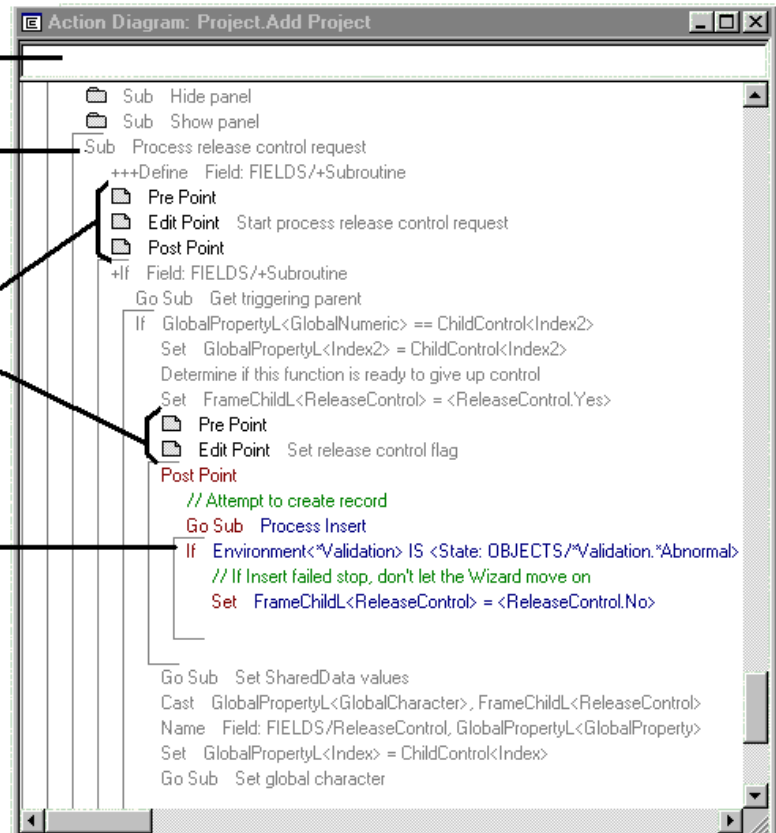 Action Diagram: Project.Add Project
Sub Hide panel
Sub Show panel
Sub Process release control request
+++Define Field: FIELDS/+Subroutine
Pre Point
Edit Point Start process release control request
Post Point
+If Field: FIELDS/+Subroutine
Go Sub Get triggering parent
If GlobalPropertyL<GlobalNumeric> == ChildControl<Index2>
Set GlobalPropertyL<Index2> = ChildControl<Index2>
Determine if this function is ready to give up control
Set FrameChildL<ReleaseControl> = <ReleaseControl.Yes>
Pre Point
Edit Point Set release control flag
Post Point
// Attempt to create record
Go Sub Process Insert
If Environment<*Validation> IS <State: OBJECTS/*Validation.*Abnormal>
// If Insert failed stop, don't let the Wizard move on
Set FrameChildL<ReleaseControl> = <ReleaseControl.No>
Go Sub Set SharedData values
Cast GlobalPropertyL<GlobalCharacter>, FrameChildL<ReleaseControl>
Name Field: FIELDS/ReleaseControl, GlobalPropertyL<GlobalProperty>
Set GlobalPropertyL<Index> = ChildControl<Index>
Go Sub Set global character